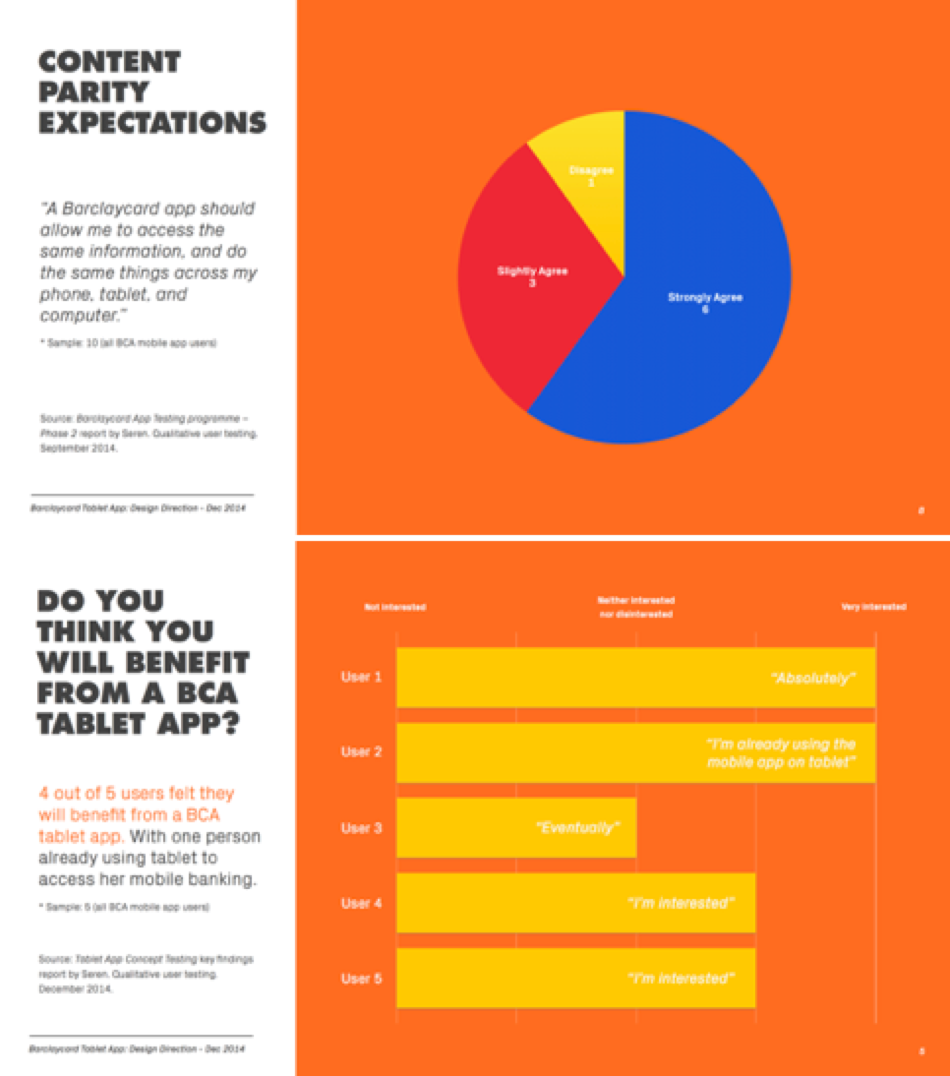 CONTENT
PARITY
EXPECTATIONS
"A Barclaycard app should
allow me to access the
same information, and do
the same things across my
phone, tablet, and
computer."
* Sample: 10 (all BCA mobile app users)
Source: Barclaycard App Testing programme –
Phase 2 report by Seren. Qualitative user testing.
September 2014.
Barclaycard Tablet App: Design Direction - Dec 2014
Disagree
1
Slightly Agree
3
Strongly Agree
6
DO YOU
THINK YOU
WILL BENEFIT
FROM A BCA
TABLET APP?
4 out of 5 users felt they
will benefit from a BCA
tablet app. With one person
already using tablet to
access her mobile banking.
* Sample: 5 (all BCA mobile app users)
Source: Tablet App Concept Testing key findings
report by Seren. Qualitative user testing.
December 2014.
Barclaycard Tablet App: Design Direction - Dec 2014
Not interested
Neither interested
nor disinterested
Very interested
User 1
"Absolutely"
User 2
"I'm already using the
mobile app on tablet"
User 3
"Eventually"
User 4
"I'm interested"
User 5
"I'm interested"